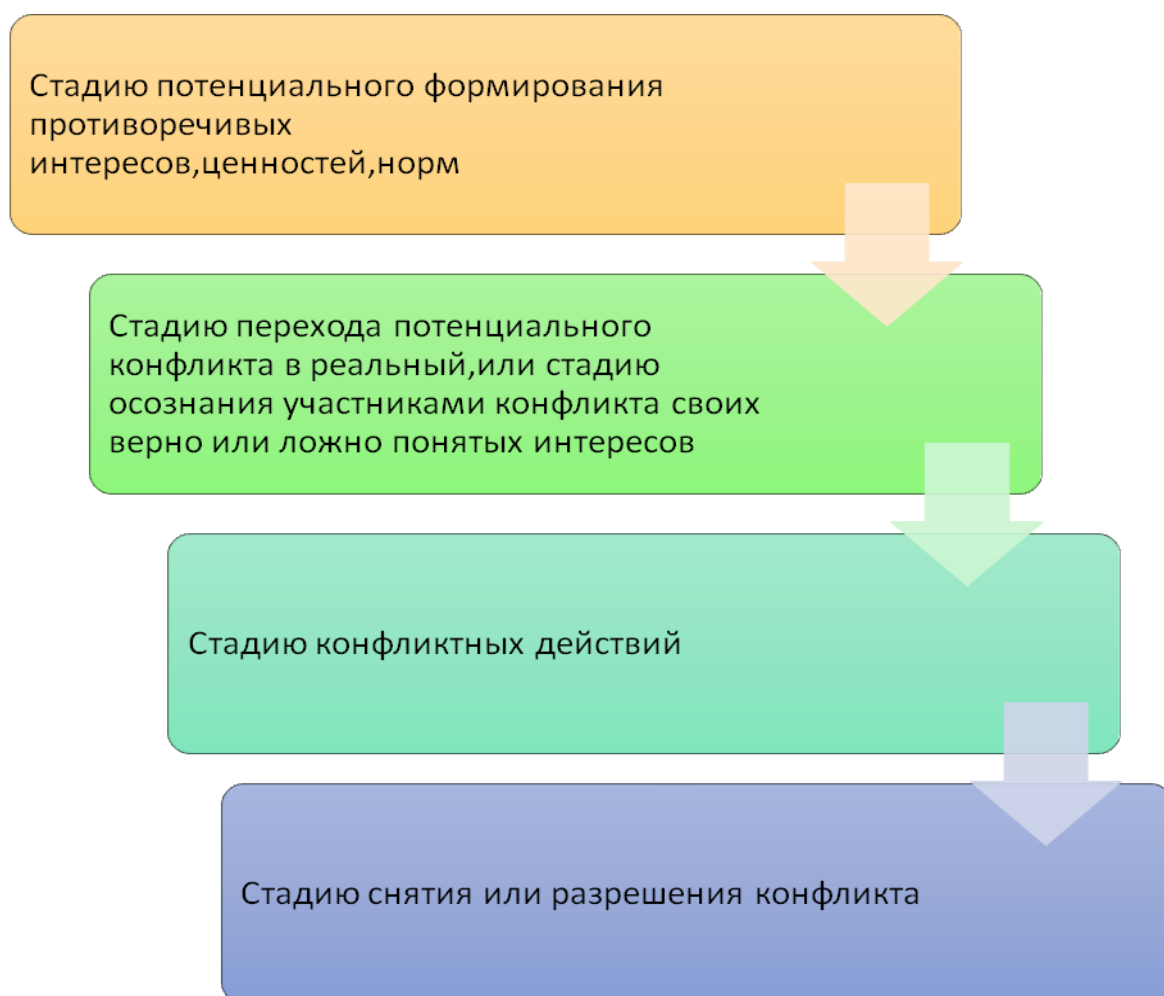 Стадию потенциального формирования
противоречивых
интересов,ценностей,норм
Стадию перехода потенциального
конфликта в реальный,или стадию
осознания участниками конфликта своих
верно или ложно понятых интересов
Стадию конфликтных действий
Стадию снятия или разрешения конфликта